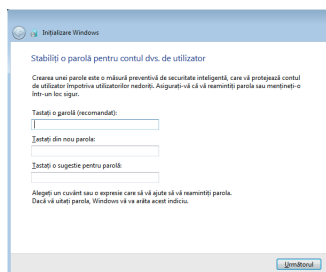 Inițializare Windows
Stabiliți o parolă pentru contul dvs. de utilizator
Crearea unei parole este o măsură preventivă de securitate inteligentă, care vă protejează contul
de utilizator împotriva utilizatorilor nedoriți. Asigurați-vă că vă reamintiți parola sau mențineți-o
într-un loc sigur.
Tastați o parolă (recomandat):
Tastați din nou parola:
Tastați o sugestie pentru parolă:
Alegeți un cuvânt sau o expresie care să vă ajute să vă reamintiți parola.
Dacă vă uitați parola, Windows vă va arăta acest indiciu.
Următorul